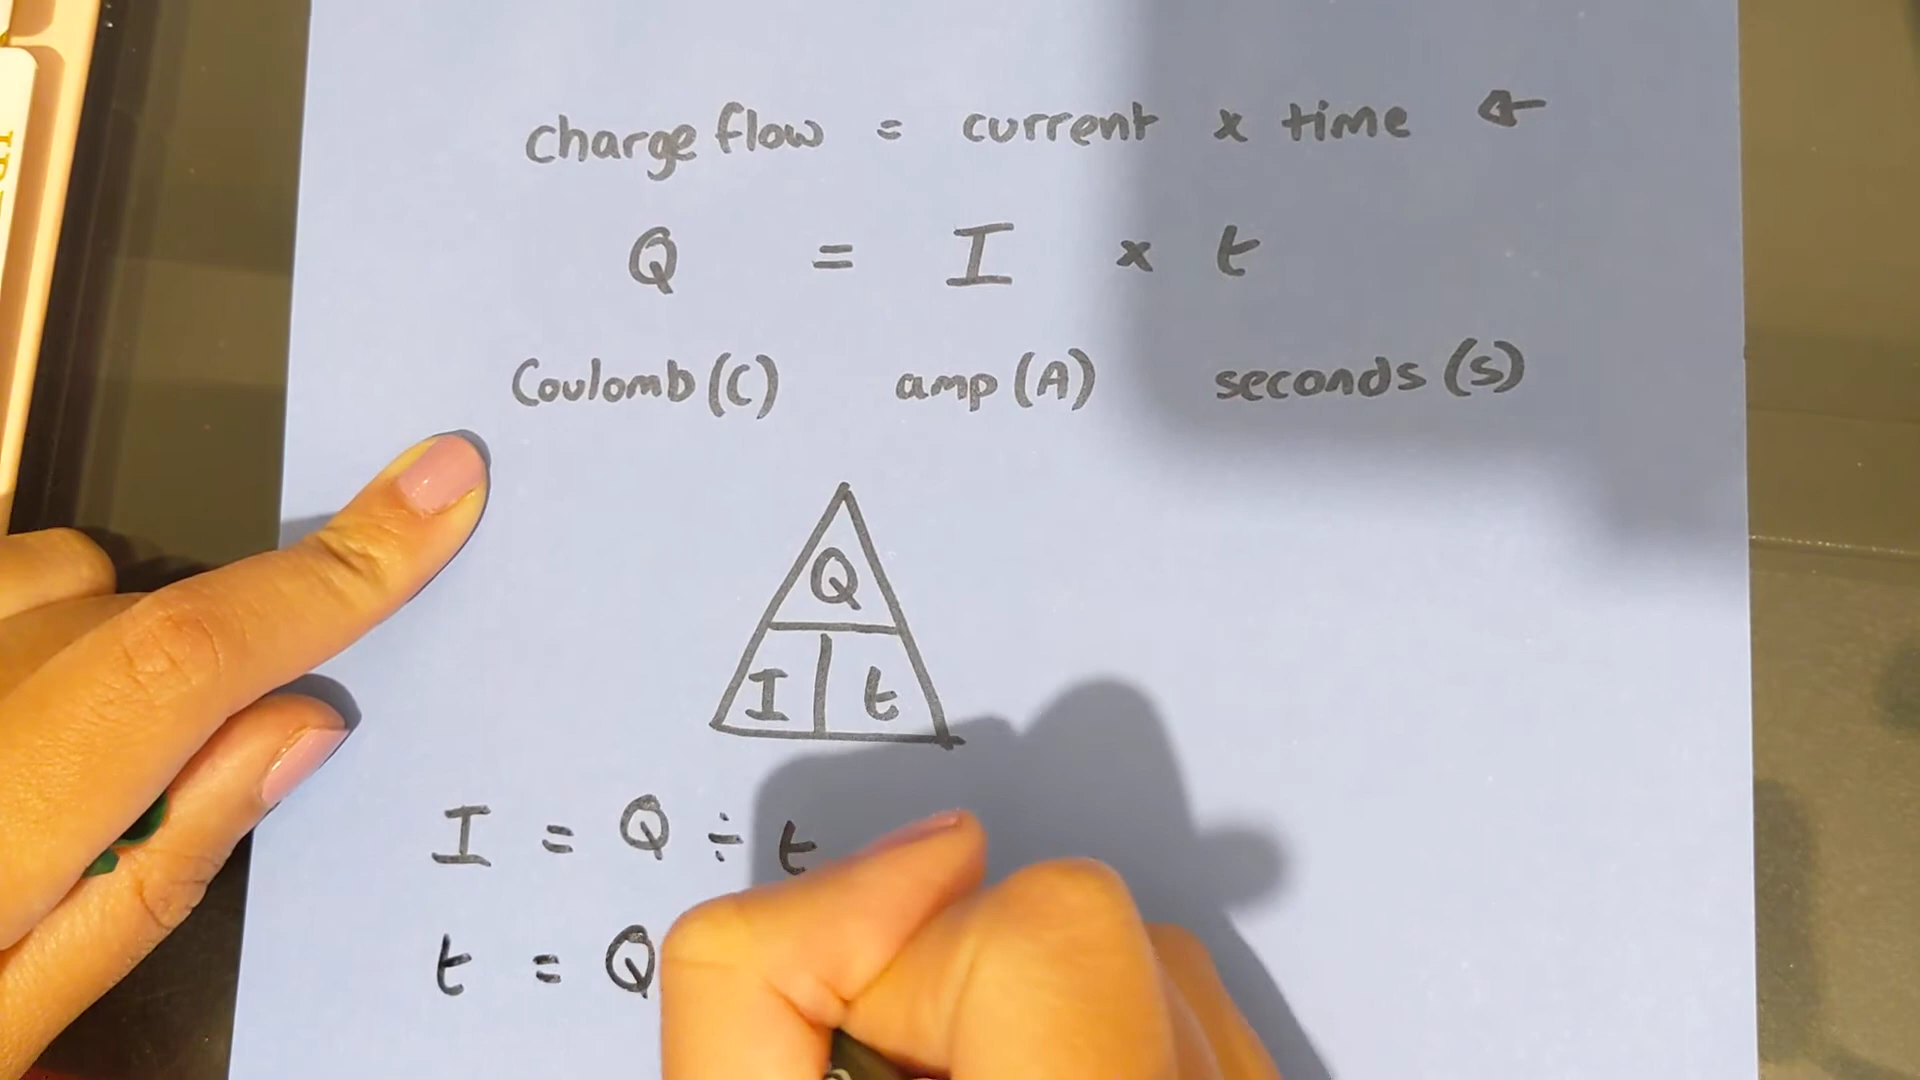 charge flow = current x time ←
Q = I x t
Coulomb (C) amp (A) seconds (s)
Q
I t
I = Q ÷ t
t = Q